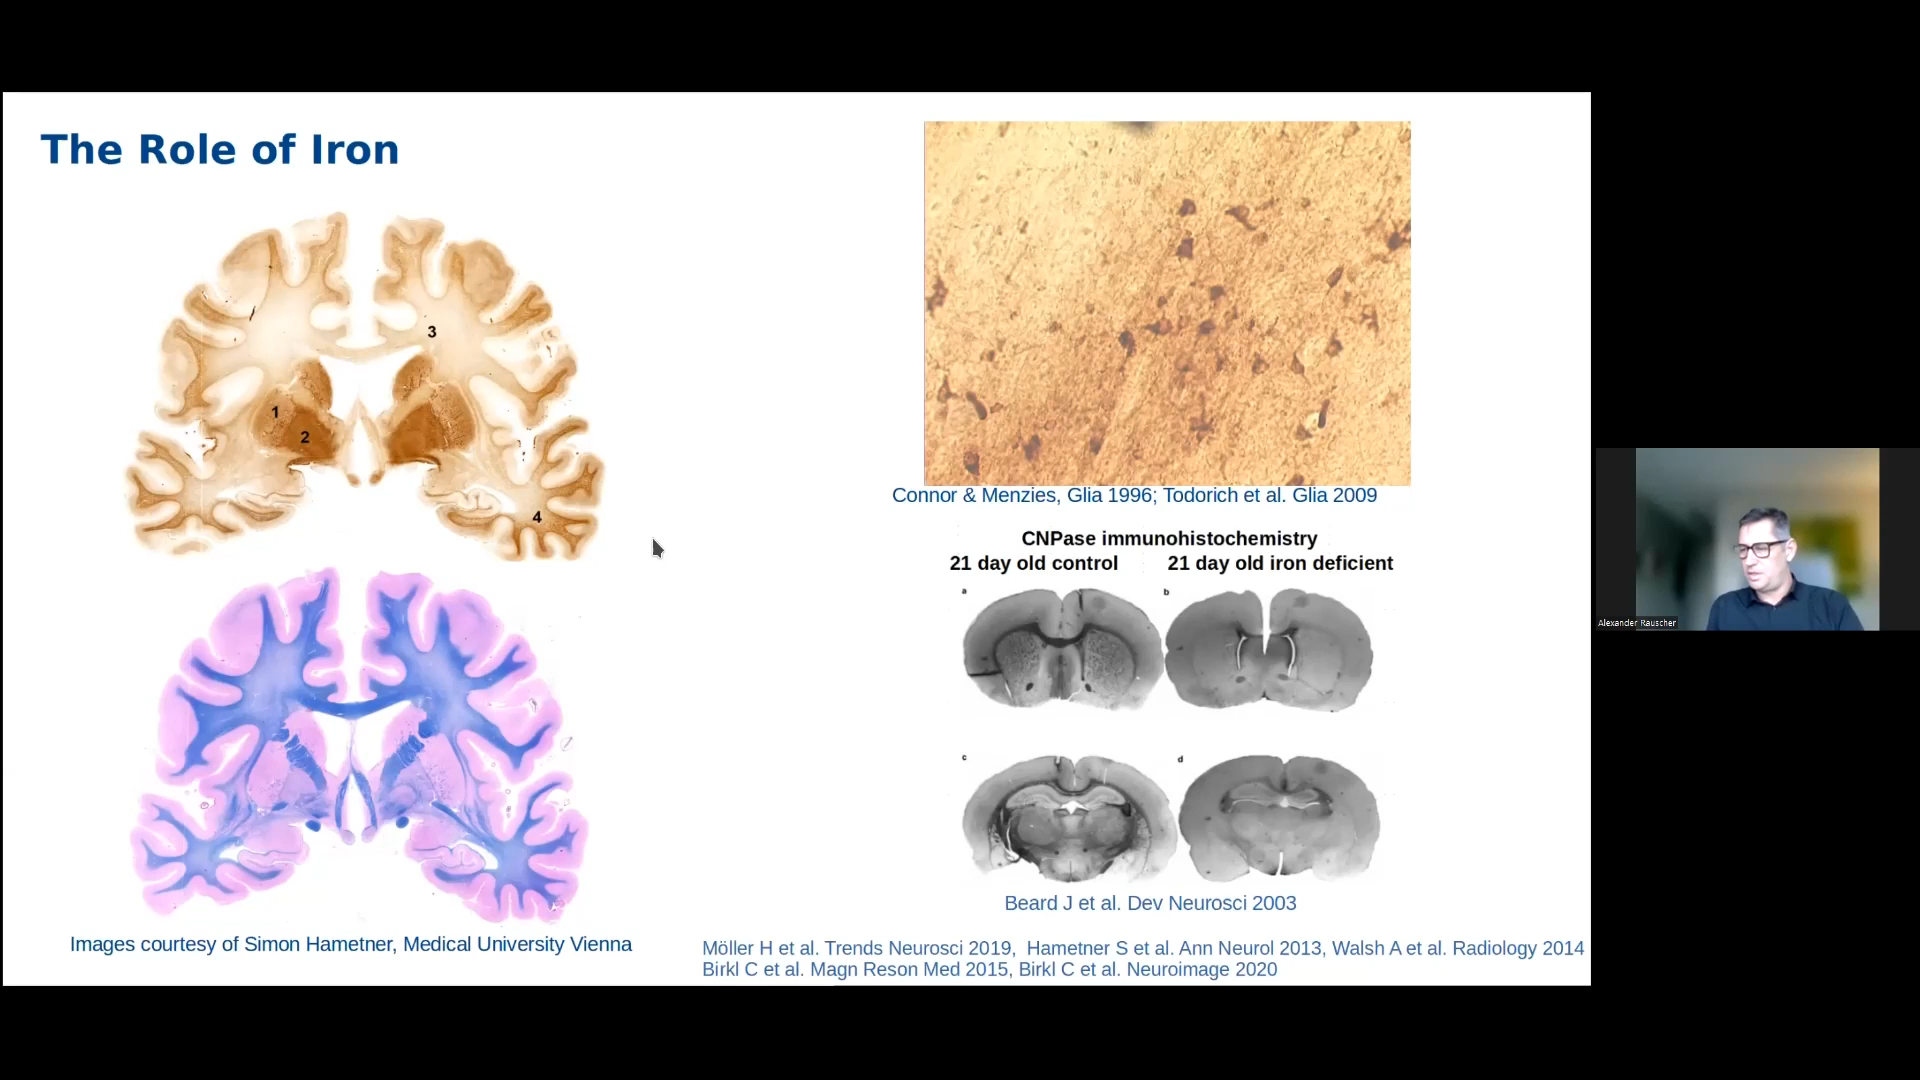 The Role of Iron
3
1
2
4
Images courtesy of Simon Hametner, Medical University Vienna
Connor & Menzies, Glia 1996; Todorich et al. Glia 2009
CNPase immunohistochemistry
21 day old control 21 day old iron deficient
a b
c d
Beard J et al. Dev Neurosci 2003
Möller H et al. Trends Neurosci 2019, Hametner S et al. Ann Neurol 2013, Walsh A et al. Radiology 2014
Birkl C et al. Magn Reson Med 2015, Birkl C et al. Neuroimage 2020
Alexander Rauscher